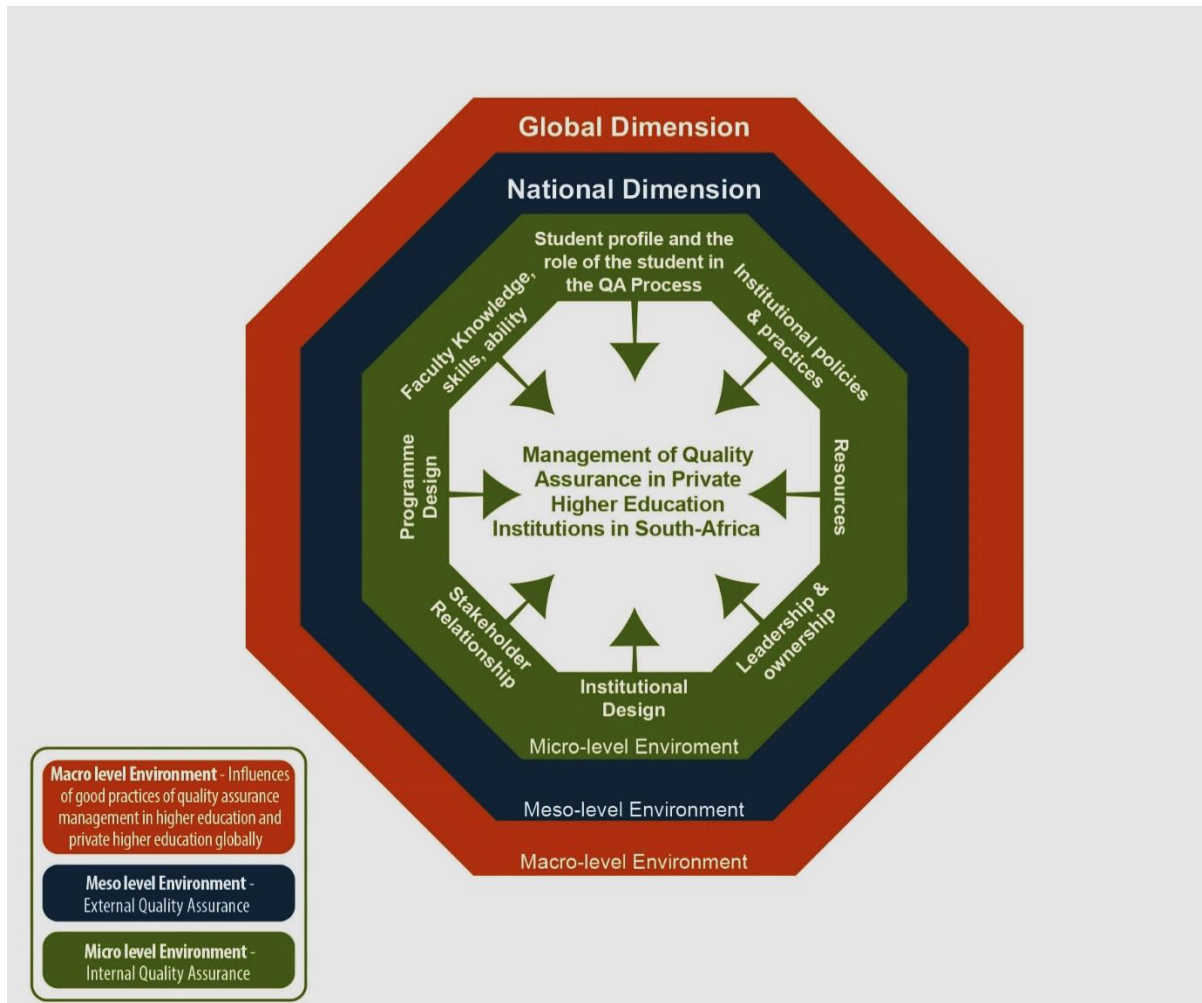 Global Dimension
National Dimension
Student profile and the
role of the student in
the QA Process
Institutional policies
& practices
Resources
Leadership &
ownership
Institutional
Design
Stakeholder
Relationship
Programme
Design
Faculty Knowledge,
skills, ability
Management of Quality
Assurance in Private
Higher Education
Institutions in South-Africa
Micro-level Enviroment
Meso-level Environment
Macro-level Environment
Macro level Environment - Influences
of good practices of quality assurance
management in higher education and
private higher education globally
Meso level Environment -
External Quality Assurance
Micro level Environment -
Internal Quality Assurance